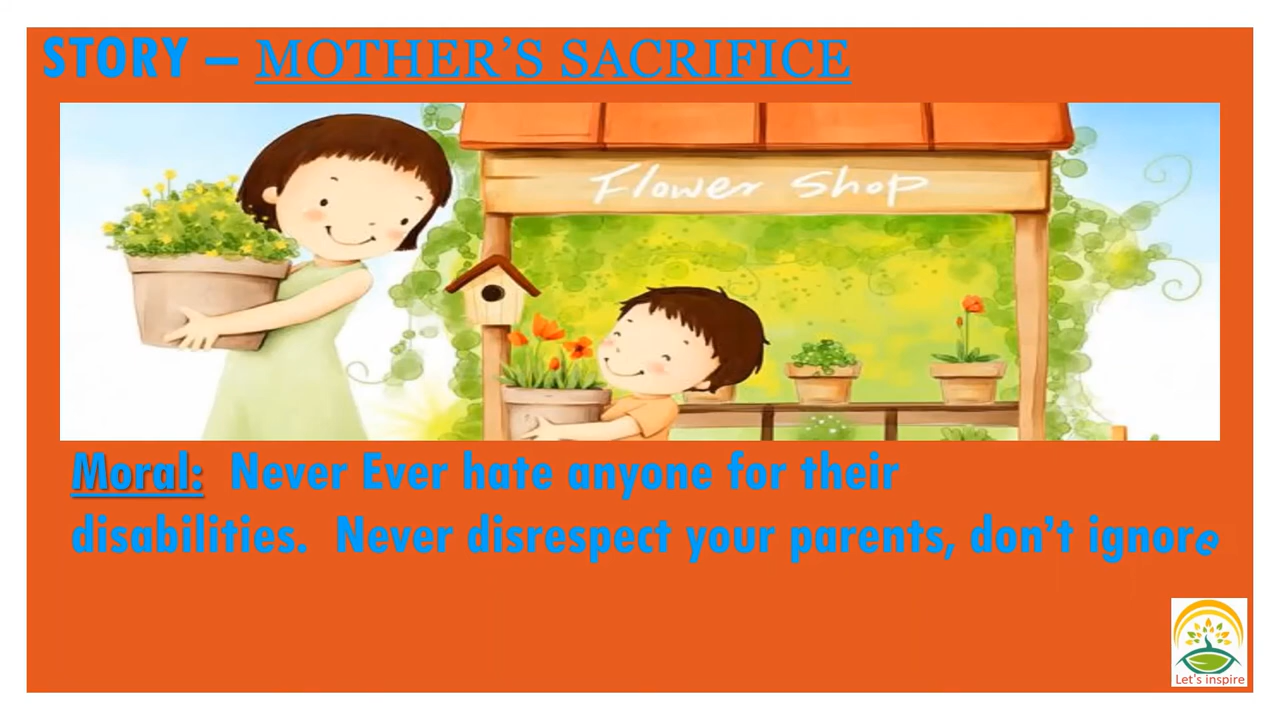 STORY – MOTHER’S SACRIFICE
Flower Shop
Moral: Never Ever hate anyone for their
disabilities. Never disrespect your parents, don’t ignore
Let's inspire